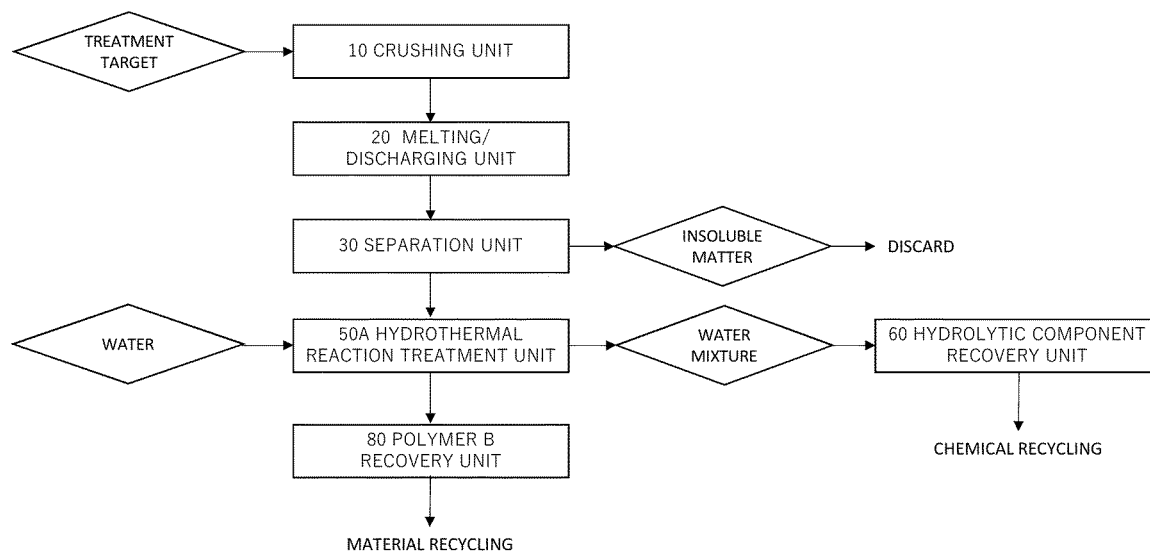 TREATMENT
TARGET
10 CRUSHING UNIT
20 MELTING/
DISCHARGING UNIT
30 SEPARATION UNIT
INSOLUBLE
MATTER
DISCARD
WATER
50A HYDROTHERMAL
REACTION TREATMENT UNIT
WATER
MIXTURE
60 HYDROLYTIC COMPONENT
RECOVERY UNIT
80 POLYMER B
RECOVERY UNIT
CHEMICAL RECYCLING
MATERIAL RECYCLING